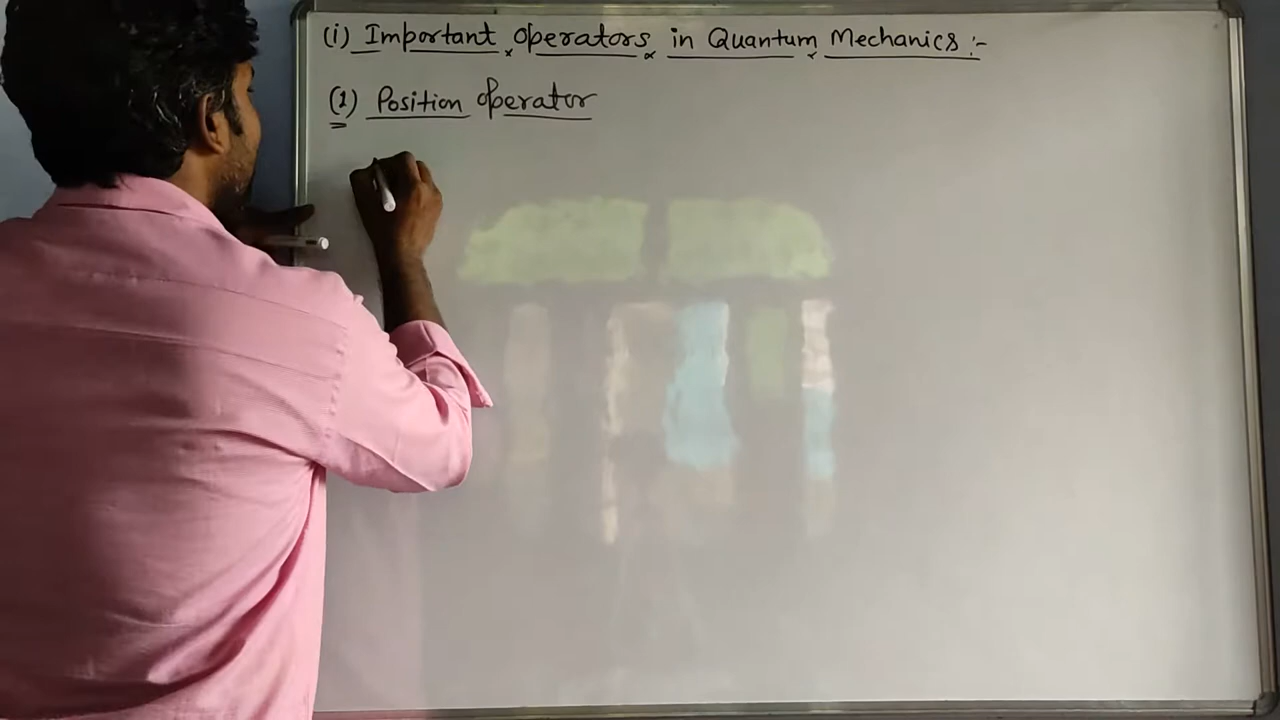 (i) Important operators in Quantum Mechanics :-
(1) Position operator